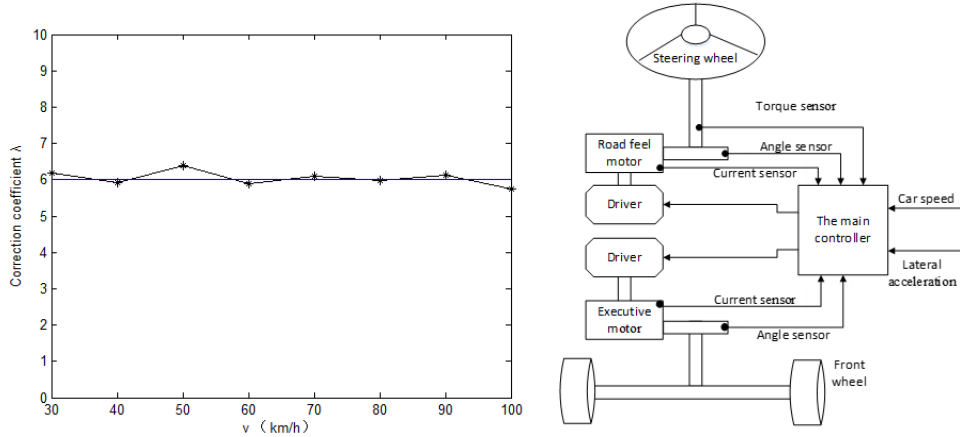 10
9
8
7
6
5
4
3
2
1
0
30 40 50 60 70 80 90 100
Correction coefficient λ
v ( km/h)
Steering wheel
Torque sensor
Road feel
motor
Angle sensor
Current sensor
Driver
The main
controller
Car speed
Driver
Lateral
acceleration
Current sensor
Executive
motor
Angle sensor
Front
wheel